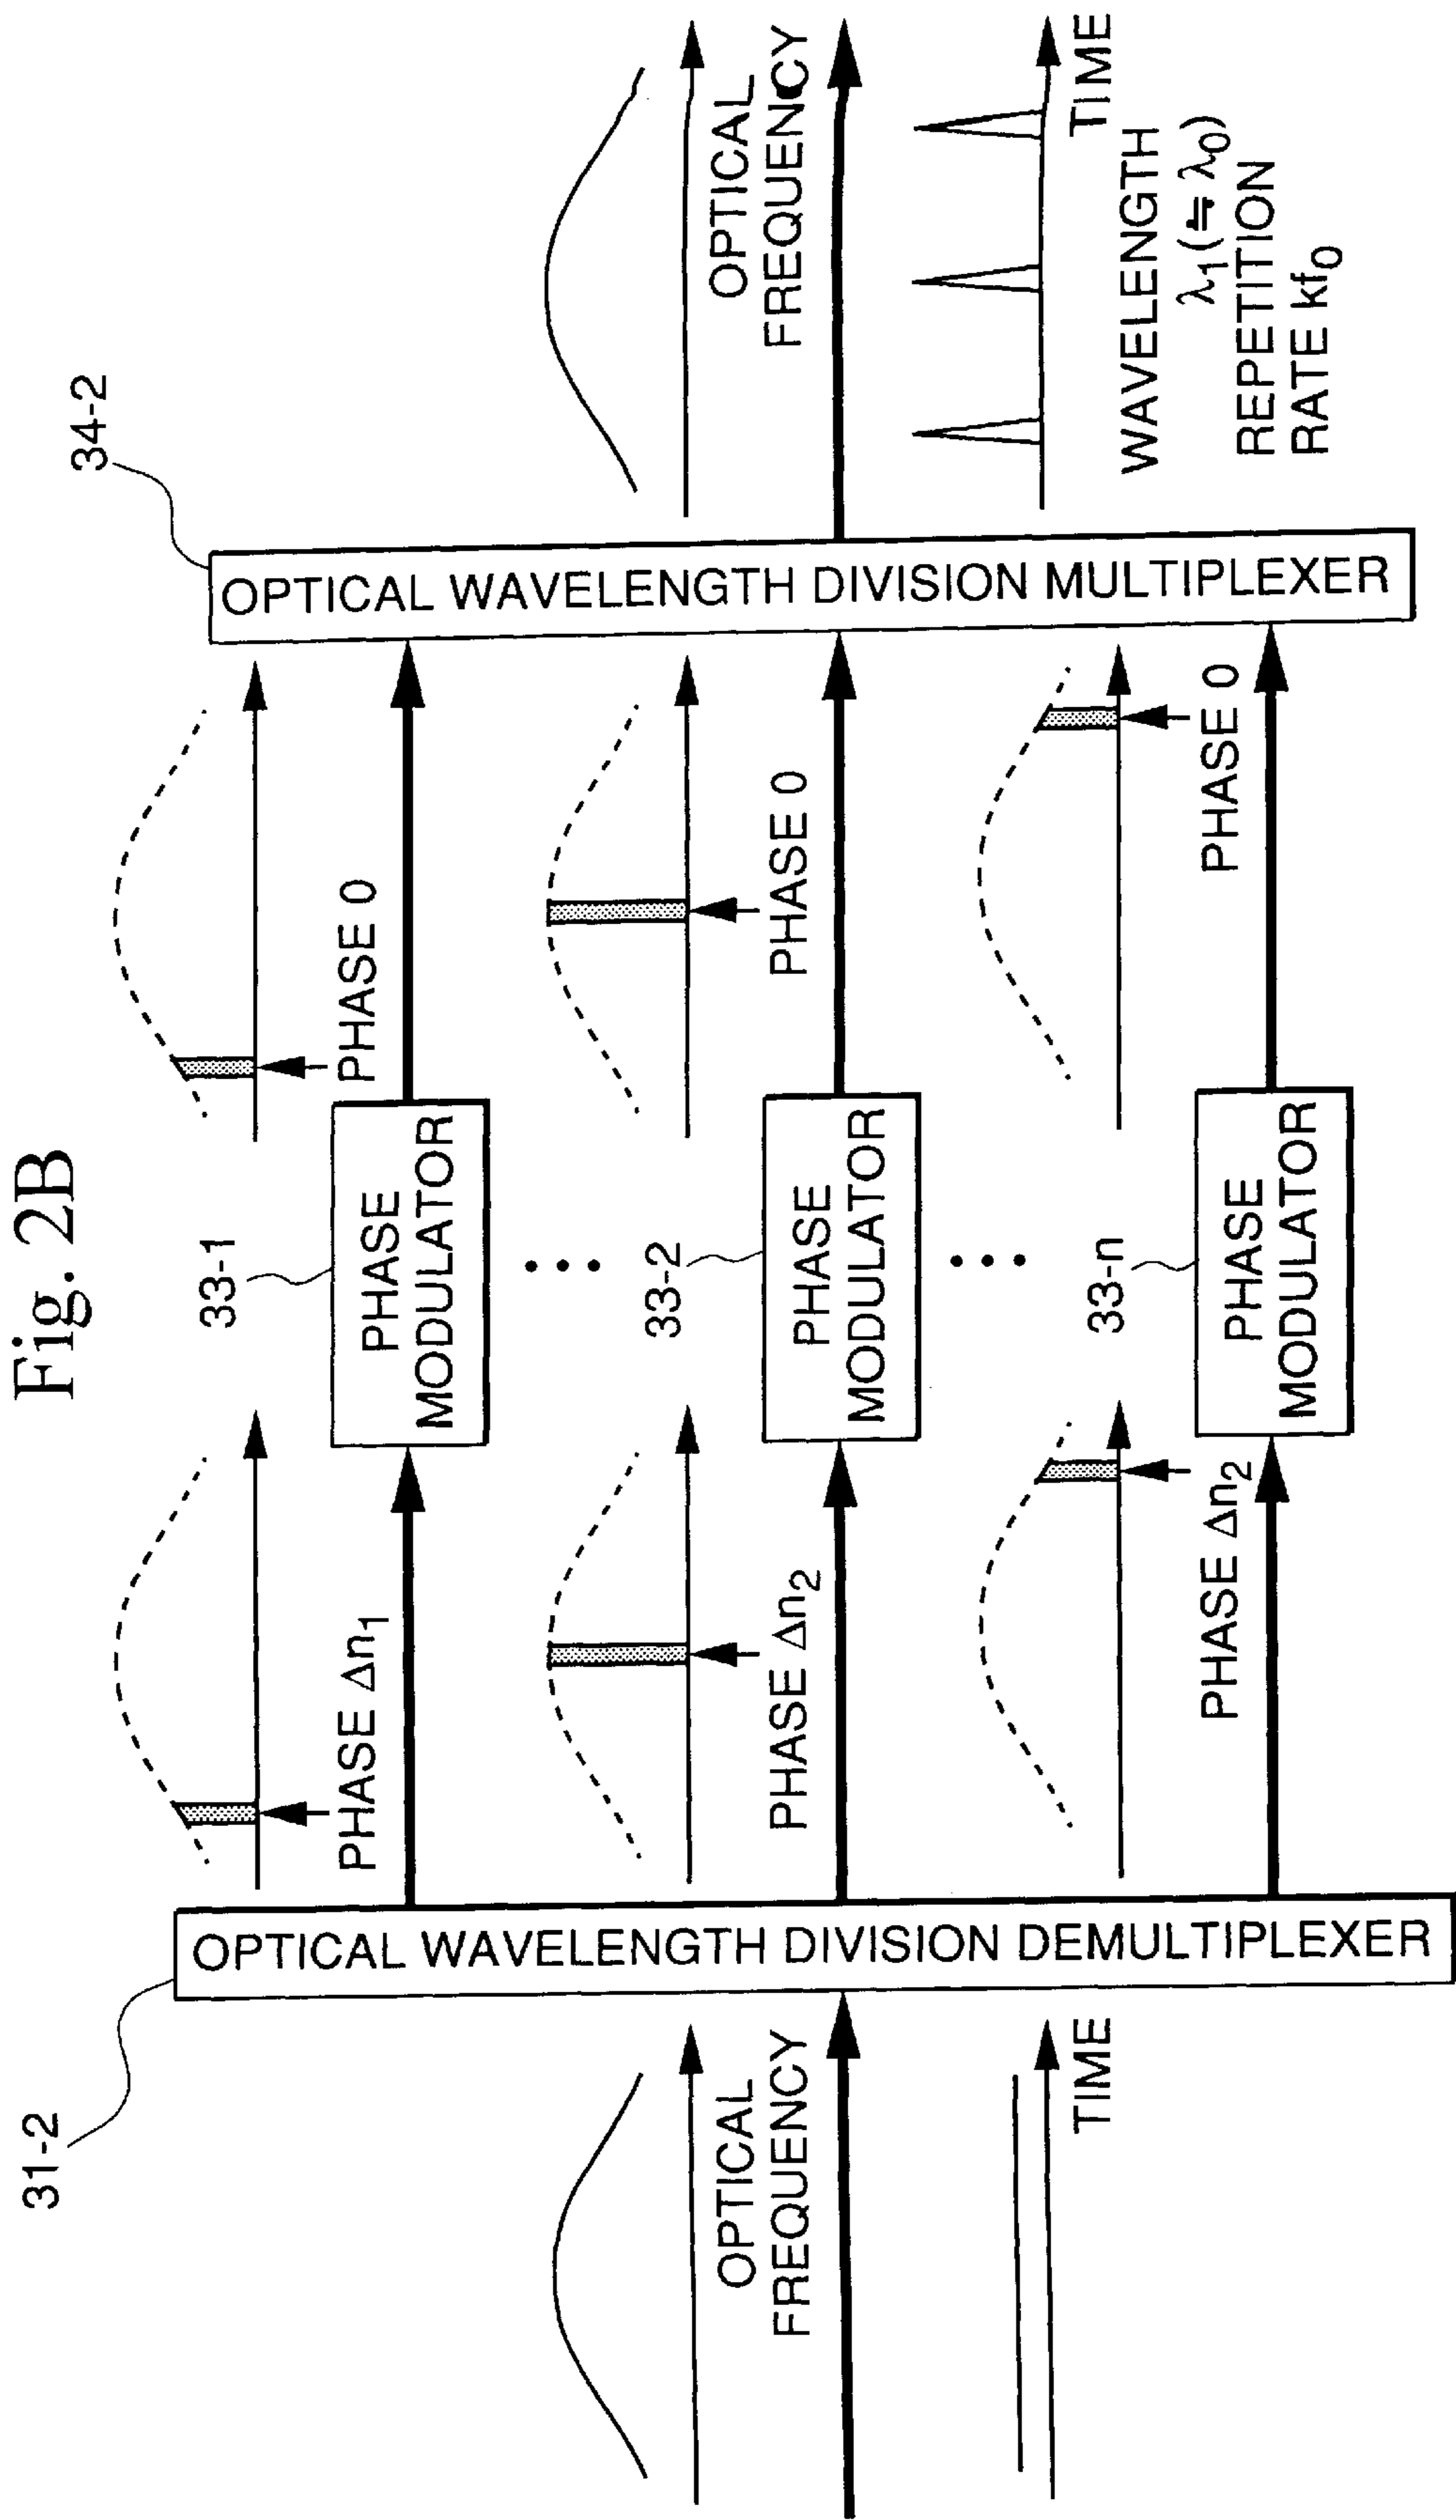 Fig. 2B
31-2
OPTICAL
FREQUENCY
TIME
OPTICAL WAVELENGTH DIVISION DEMULTIPLEXER
PHASE Δn1
PHASE Δn2
PHASE Δn2
33-1
PHASE
MODULATOR
33-2
PHASE
MODULATOR
33-n
PHASE
MODULATOR
PHASE 0
PHASE 0
PHASE 0
34-2
OPTICAL WAVELENGTH DIVISION MULTIPLEXER
OPTICAL
FREQUENCY
TIME
WAVELENGTH
λ1(≒ λ0)
REPETITION
RATE kf0